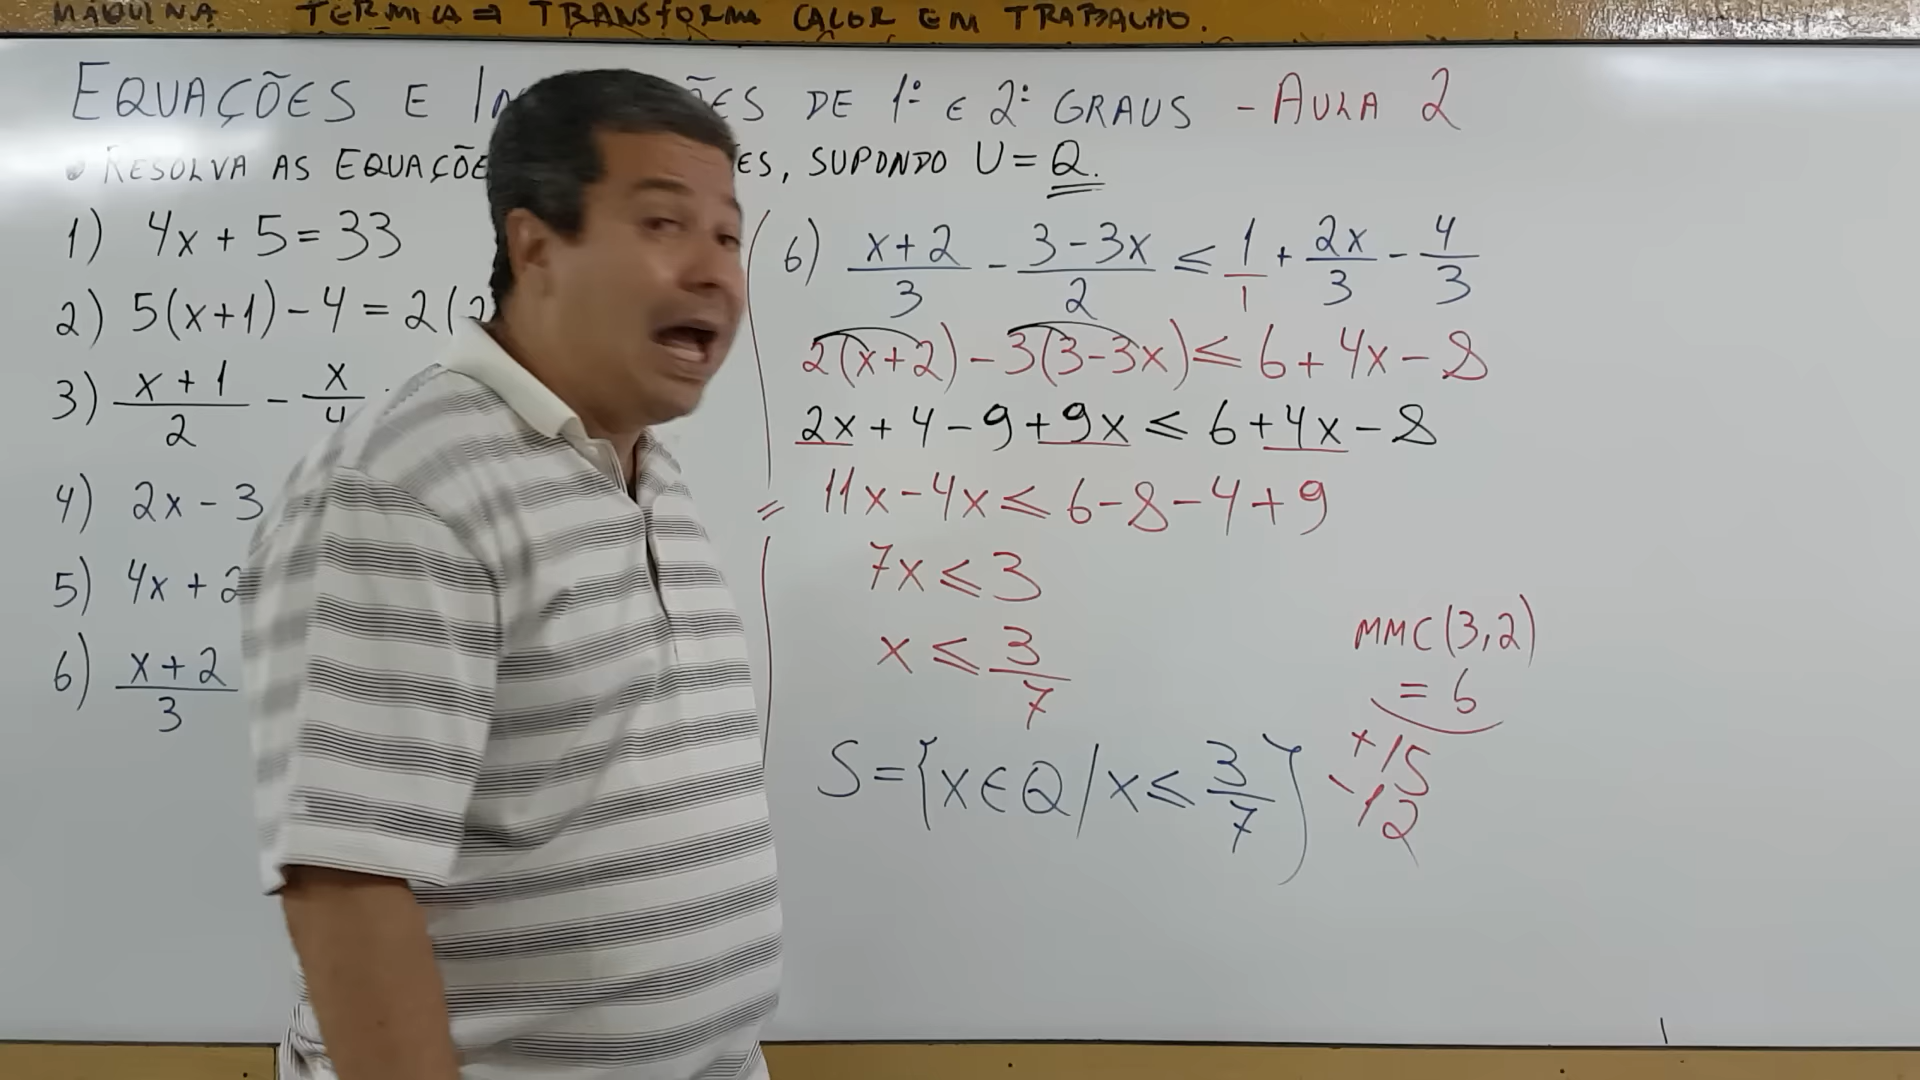 MÁQUINA TÉRMICA ⇒ TRANSFORMA CALOR EM TRABALHO.
EQUAÇÕES E IN ÕES DE 1º E 2º GRAUS - AULA 2
• RESOLVA AS EQUAÇÕE ES, SUPONDO U = Q.
1) 4x + 5 = 33
2) 5(x+1) - 4 = 2(2
3) (x + 1)/2 - x/4
4) 2x - 3
5) 4x + 2
6) (x + 2)/3
6) (x+2)/3 - (3-3x)/2 ≤ 1/1 + 2x/3 - 4/3
2(x+2) - 3(3-3x) ≤ 6 + 4x - 8
2x + 4 - 9 + 9x ≤ 6 + 4x - 8
= 11x - 4x ≤ 6 - 8 - 4 + 9
7x ≤ 3
x ≤ 3/7
S = {x ∈ Q / x ≤ 3/7}
MMC(3,2)
= 6
+15
-12